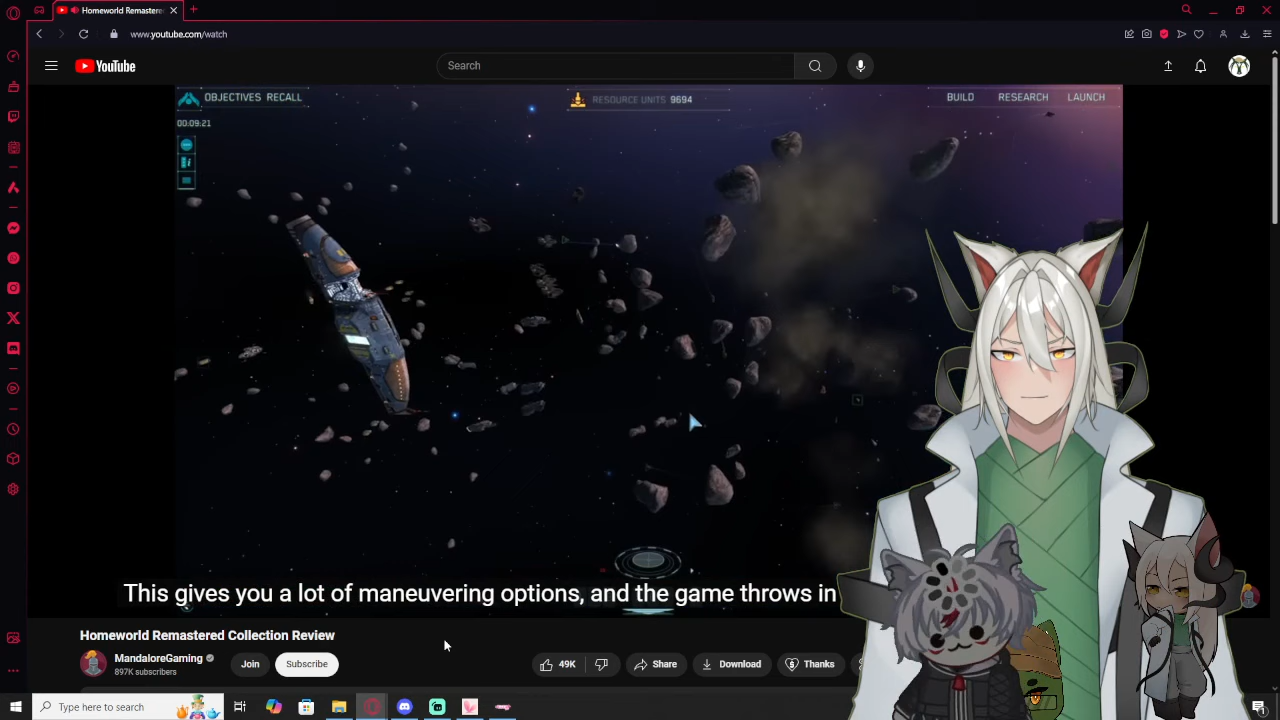 Homeworld Remastere
www.youtube.com/watch
YouTube
Search
OBJECTIVES RECALL
RESOURCE UNITS 9694
BUILD RESEARCH LAUNCH
00:09:21
This gives you a lot of maneuvering options, and the game throws in
Homeworld Remastered Collection Review
MandaloreGaming
897K subscribers
Join
Subscribe
49K
Share
Download
Thanks
Type here to search